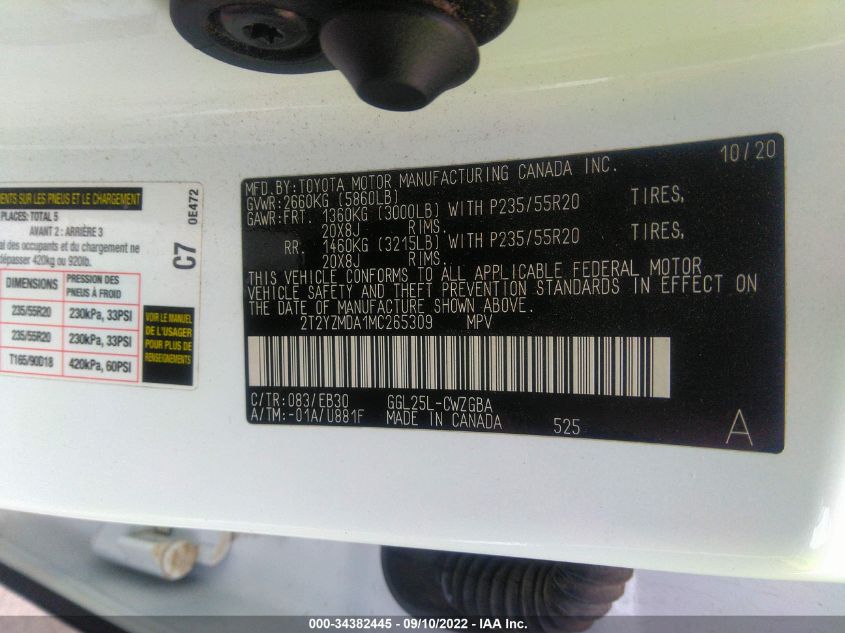 MENTS SUR LES PNEUS ET LE CHARGEMENT
PLACES: TOTAL 5
AVANT 2 : ARRIÈRE 3
al des occupants et du chargement ne
dépasser 420kg ou 920lb.
DIMENSIONS PRESSION DES PNEUS À FROID
235/55R20 230kPa, 33PSI
235/55R20 230kPa, 33PSI
T165/90D18 420kPa, 60PSI
VOIR LE MANUEL
DE L'USAGER
POUR PLUS DE
RENSEIGNEMENTS
C7
0E472
10/20
MFD.BY:TOYOTA MOTOR MANUFACTURING CANADA INC.
GVWR:2660KG (5860LB)
GAWR:FRT. 1360KG (3000LB) WITH P235/55R20 TIRES,
20X8J RIMS.
RR. 1460KG (3215LB) WITH P235/55R20 TIRES,
20X8J RIMS.
THIS VEHICLE CONFORMS TO ALL APPLICABLE FEDERAL MOTOR
VEHICLE SAFETY AND THEFT PREVENTION STANDARDS IN EFFECT ON
THE DATE OF MANUFACTURE SHOWN ABOVE.
2T2YZMDA1MC265309 MPV
C/TR:083/EB30 GGL25L-CWZGBA
A/TM:-01A/U881F MADE IN CANADA 525
A
000-34382445 - 09/10/2022 - IAA Inc.